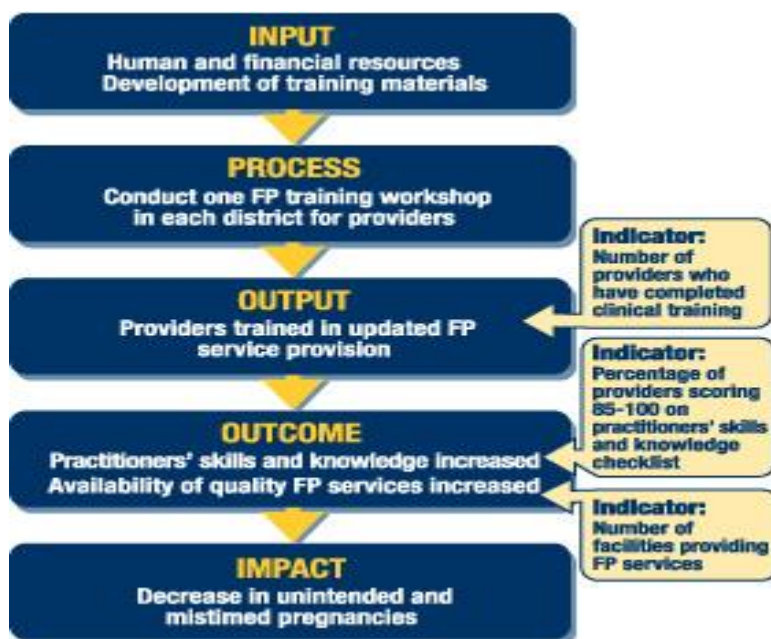 INPUT
Human and financial resources
Development of training materials
PROCESS
Conduct one FP training workshop
in each district for providers
OUTPUT
Providers trained in updated FP
service provision
Indicator:
Number of
providers who
have completed
clinical training
OUTCOME
Practitioners' skills and knowledge increased
Availability of quality FP services increased
Indicator:
Percentage of
providers scoring
85-100 on
practitioners' skills
and knowledge
checklist
Indicator:
Number of
facilities providing
FP services
IMPACT
Decrease in unintended and
mistimed pregnancies